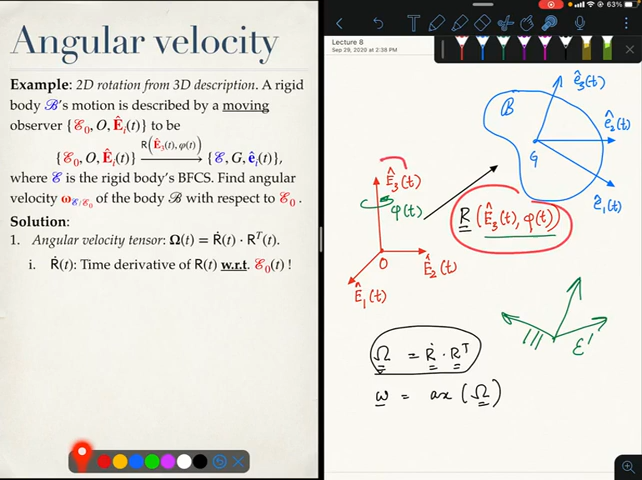 Angular velocity
Example: 2D rotation from 3D description. A rigid
body ℬ's motion is described by a moving
observer {ℰ₀, O, Ê_i(t)} to be
{ℰ₀, O, Ê_i(t)} R(Ê₃(t), φ(t)) → {ℰ, G, ê_i(t)},
where ℰ is the rigid body's BFCS. Find angular
velocity ω_ℰ/ℰ₀ of the body ℬ with respect to ℰ₀.
Solution:
1. Angular velocity tensor: Ω(t) = Ṙ(t) · Rᵀ(t).
i. Ṙ(t): Time derivative of R(t) w.r.t. ℰ₀(t) !
63%
Lecture 8
Sep 29, 2020 at 2:38 PM
ê₃(t)
B
ê₂(t)
G
ê₁(t)
Ê₃(t)
φ(t)
R (Ê₃(t), φ(t))
O
Ê₂(t)
Ê₁(t)
ℰ'
Ω = Ṙ · Rᵀ
ω = ax (Ω)